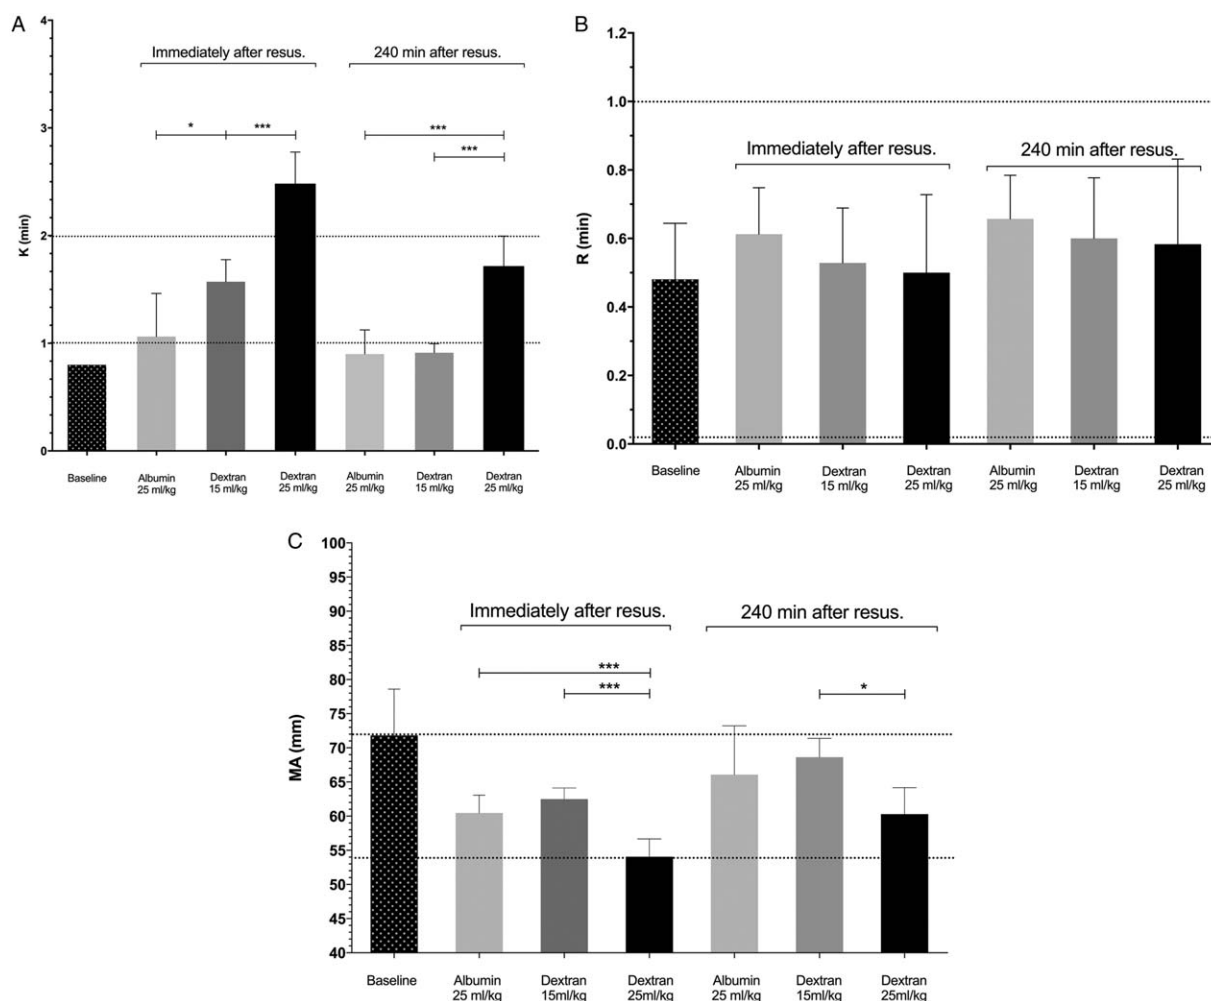 A
K (min)
4
3
2
1
0
Immediately after resus.
240 min after resus.
*
***
***
***
Baseline
Albumin
25 ml/kg
Dextran
15 ml/kg
Dextran
25 ml/kg
Albumin
25 ml/kg
Dextran
15 ml/kg
Dextran
25 ml/kg
B
R (min)
1.2
1.0
0.8
0.6
0.4
0.2
0.0
Immediately after resus.
240 min after resus.
Baseline
Albumin
25 ml/kg
Dextran
15 ml/kg
Dextran
25 ml/kg
Albumin
25 ml/kg
Dextran
15 ml/kg
Dextran
25 ml/kg
C
MA (mm)
100
95
90
85
80
75
70
65
60
55
50
45
40
Immediately after resus.
240 min after resus.
***
***
*
Baseline
Albumin
25 ml/kg
Dextran
15ml/kg
Dextran
25ml/kg
Albumin
25 ml/kg
Dextran
15ml/kg
Dextran
25ml/kg